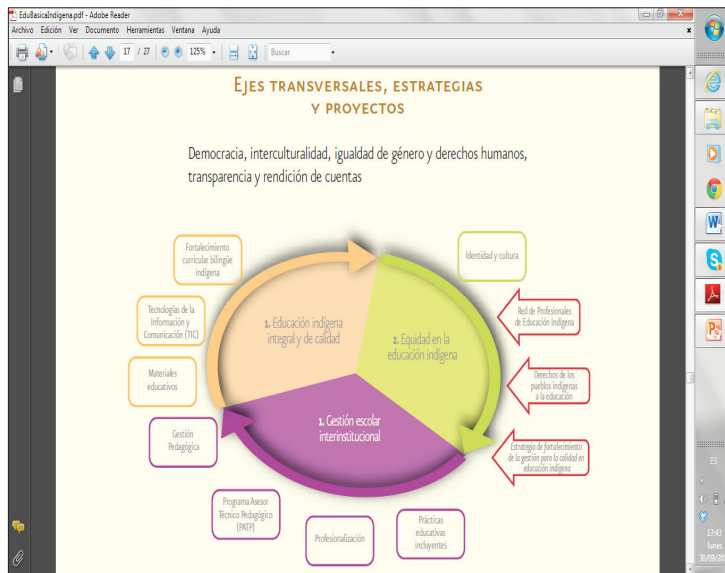 EduBasicaIndigena.pdf - Adobe Reader
Archivo Edición Ver Documento Herramientas Ventana Ayuda
17 / 27 125% Buscar
EJES TRANSVERSALES, ESTRATEGIAS
Y PROYECTOS
Democracia, interculturalidad, igualdad de género y derechos humanos,
transparencia y rendición de cuentas
Fortalecimiento
curricular bilingüe
indígena
Tecnologías de la
Información y
Comunicación (TIC)
Materiales
educativos
Gestión
Pedagógica
Programa Asesor
Técnico Pedagógico
(PATP)
Profesionalización
Prácticas
educativas
incluyentes
1. Educación indígena
integral y de calidad
2. Equidad en la
educación indígena
1. Gestión escolar
interinstitucional
Identidad y cultura
Red de Profesionales
de Educación Indígena
Derechos de los
pueblos indígenas
a la educación
Estrategia de fortalecimiento
de la gestión para la calidad en
educación indígena
ES
17:43
lunes
30/09/20